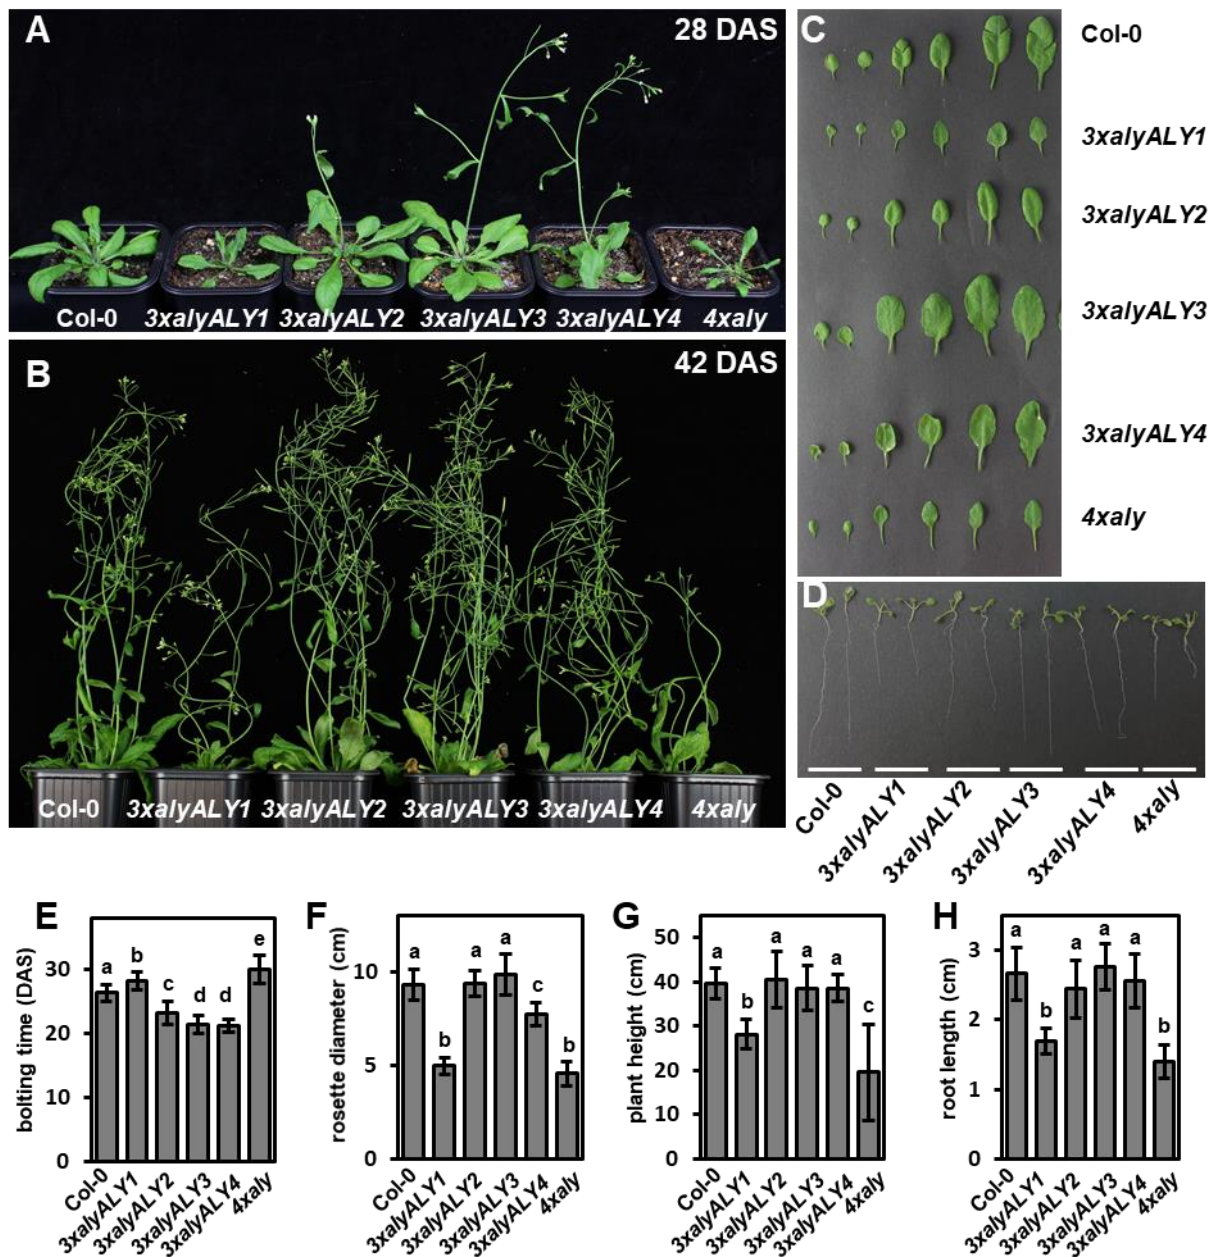 A
28 DAS
Col-0 3xalyALY1 3xalyALY2 3xalyALY3 3xalyALY4 4xaly
B
42 DAS
Col-0 3xalyALY1 3xalyALY2 3xalyALY3 3xalyALY4 4xaly
C
Col-0
3xalyALY1
3xalyALY2
3xalyALY3
3xalyALY4
4xaly
D
Col-0
3xalyALY1
3xalyALY2
3xalyALY3
3xalyALY4
4xaly
E
bolting time (DAS)
30
20
10
0
a b c d d e
Col-0
3xalyALY1
3xalyALY2
3xalyALY3
3xalyALY4
4xaly
F
rosette diameter (cm)
10
5
0
a b a a c b
Col-0
3xalyALY1
3xalyALY2
3xalyALY3
3xalyALY4
4xaly
G
plant height (cm)
50
40
30
20
10
0
a b a a a c
Col-0
3xalyALY1
3xalyALY2
3xalyALY3
3xalyALY4
4xaly
H
root length (cm)
3
2
1
0
a b a a a b
Col-0
3xalyALY1
3xalyALY2
3xalyALY3
3xalyALY4
4xaly